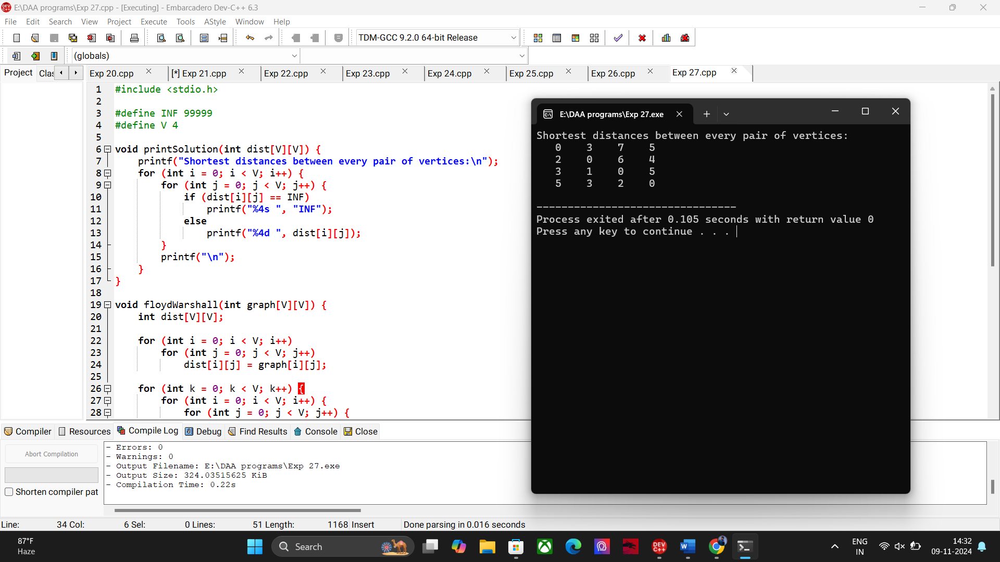 E:\DAA programs\Exp 27.cpp - [Executing] - Embarcadero Dev-C++ 6.3
File Edit Search View Project Execute Tools AStyle Window Help
TDM-GCC 9.2.0 64-bit Release
(globals)
Project Clas Exp 20.cpp [*] Exp 21.cpp Exp 22.cpp Exp 23.cpp Exp 24.cpp Exp 25.cpp Exp 26.cpp Exp 27.cpp
1 #include <stdio.h>
2
3 #define INF 99999
4 #define V 4
5
6 void printSolution(int dist[V][V]) {
7 printf("Shortest distances between every pair of vertices:\n");
8 for (int i = 0; i < V; i++) {
9 for (int j = 0; j < V; j++) {
10 if (dist[i][j] == INF)
11 printf("%4s ", "INF");
12 else
13 printf("%4d ", dist[i][j]);
14 }
15 printf("\n");
16 }
17 }
18
19 void floydWarshall(int graph[V][V]) {
20 int dist[V][V];
21
22 for (int i = 0; i < V; i++)
23 for (int j = 0; j < V; j++)
24 dist[i][j] = graph[i][j];
25
26 for (int k = 0; k < V; k++) {
27 for (int i = 0; i < V; i++) {
28 for (int j = 0; j < V; j++) {
E:\DAA programs\Exp 27.exe
Shortest distances between every pair of vertices:
0 3 7 5
2 0 6 4
3 1 0 5
5 3 2 0
--------------------------------
Process exited after 0.105 seconds with return value 0
Press any key to continue . . .
Compiler Resources Compile Log Debug Find Results Console Close
Abort Compilation
Shorten compiler pat
- Errors: 0
- Warnings: 0
- Output Filename: E:\DAA programs\Exp 27.exe
- Output Size: 324.03515625 KiB
- Compilation Time: 0.22s
Line: 34 Col: 6 Sel: 0 Lines: 51 Length: 1168 Insert Done parsing in 0.016 seconds
87°F
Haze
Search
DEV C++
W
ENG
IN
14:32
09-11-2024